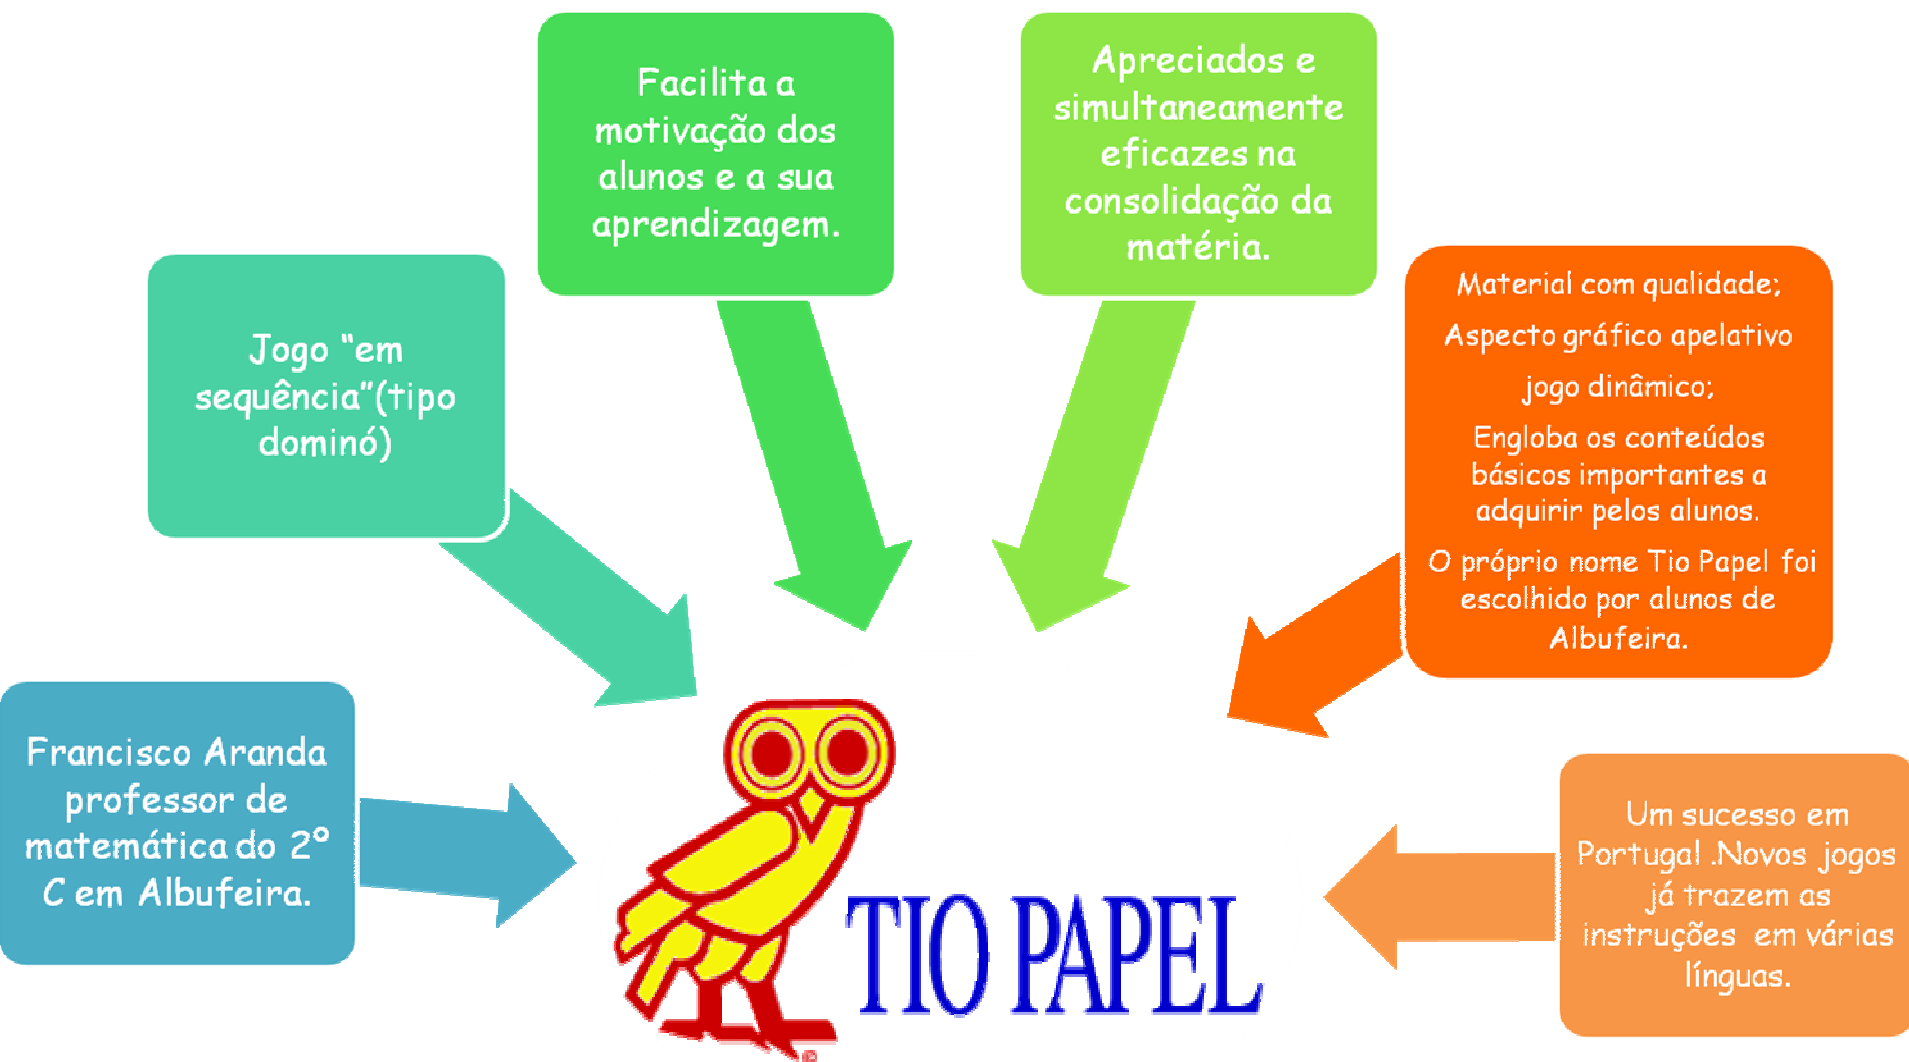 Facilita a
motivação dos
alunos e a sua
aprendizagem.
Apreciados e
simultaneamente
eficazes na
consolidação da
matéria.
Jogo "em
sequência"(tipo
dominó)
Material com qualidade;
Aspecto gráfico apelativo
jogo dinâmico;
Engloba os conteúdos
básicos importantes a
adquirir pelos alunos.
O próprio nome Tio Papel foi
escolhido por alunos de
Albufeira.
Francisco Aranda
professor de
matemática do 2º
C em Albufeira.
Um sucesso em
Portugal .Novos jogos
já trazem as
instruções em várias
línguas.
TIO PAPEL
®